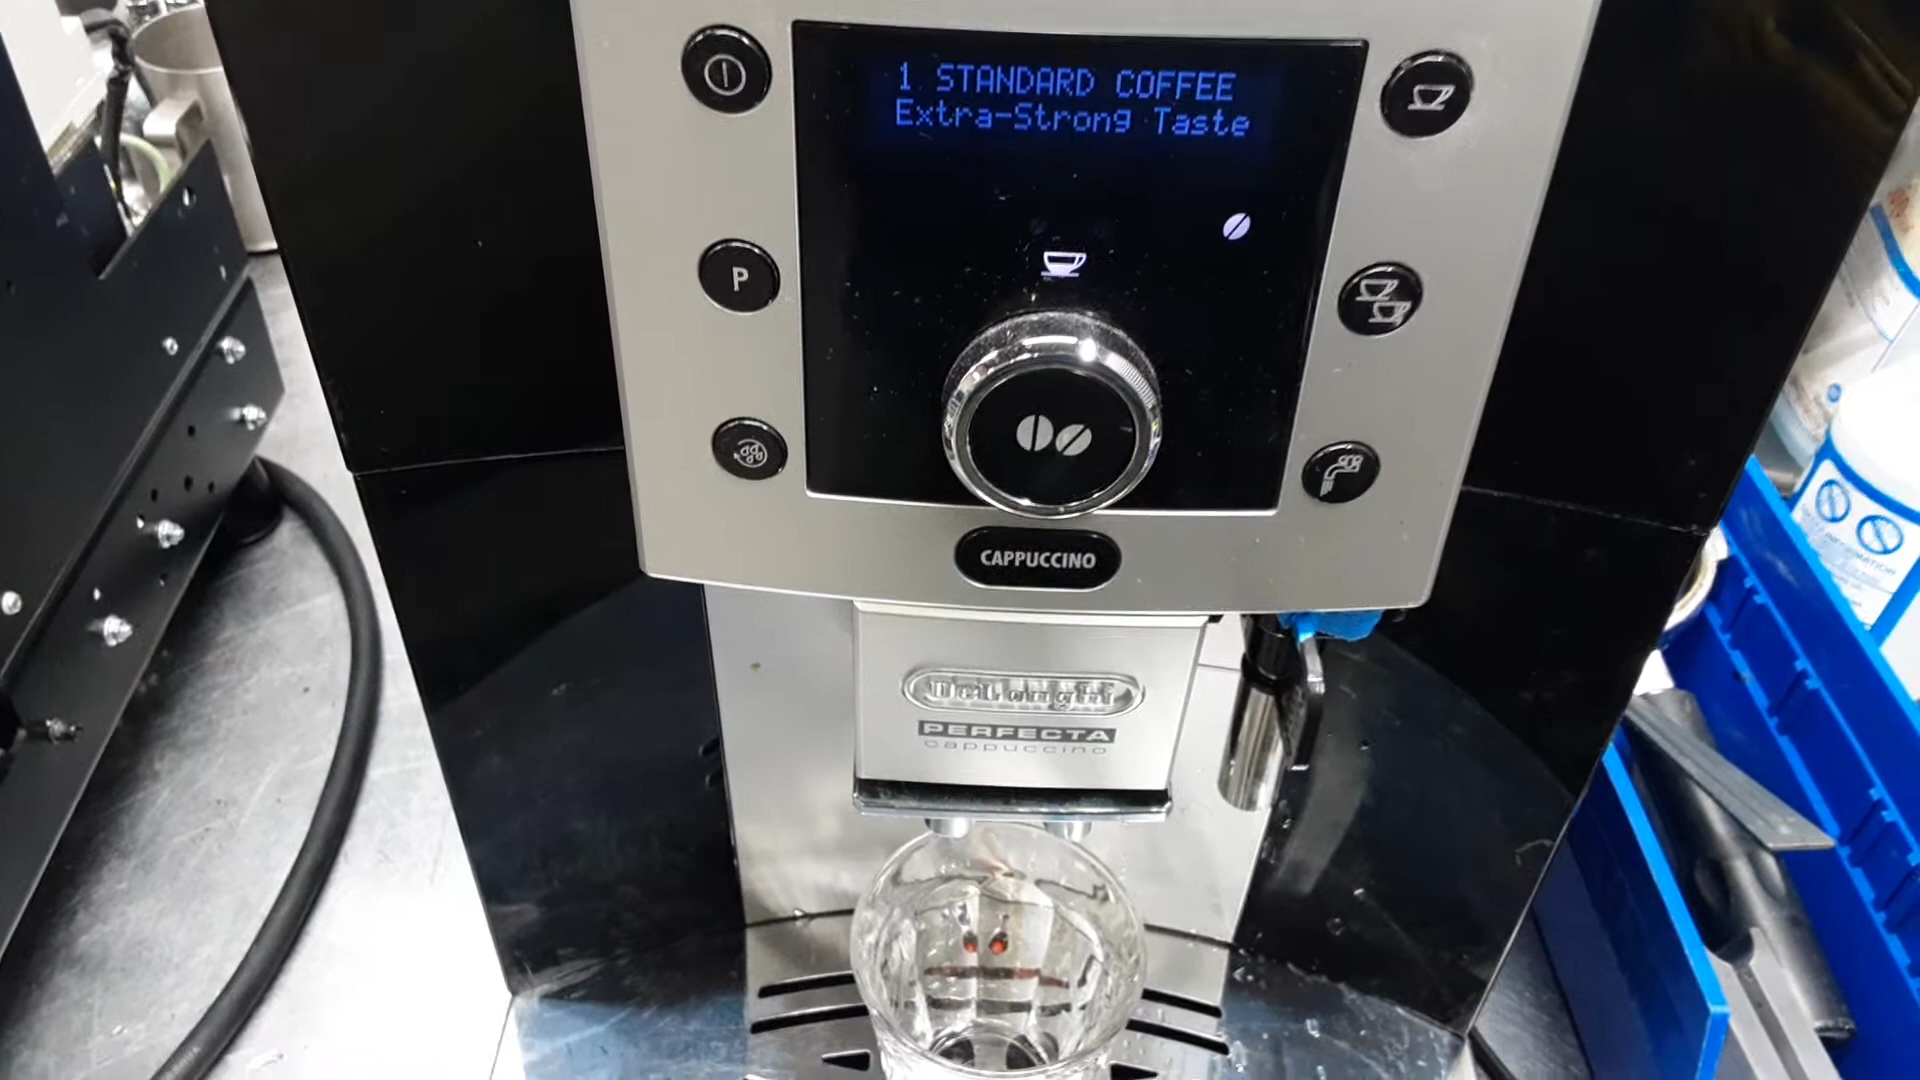 1 STANDARD COFFEE
Extra-Strong Taste
P
CAPPUCCINO
DeLonghi
PERFECTA
cappuccino